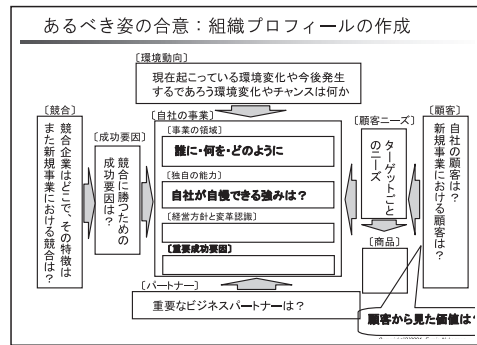 あるべき姿の合意：組織プロフィールの作成
〔環境動向〕
現在起こっている環境変化や今後発生
するであろう環境変化やチャンスは何か
〔競合〕
競合企業はどこで、その特徴は
また新規事業における競合は？
〔成功要因〕
競合に勝つための
成功要因は？
〔自社の事業〕
〔事業の領域〕
誰に・何を・どのように
〔独自の能力〕
自社が自慢できる強みは？
〔経営方針と変革認識〕
〔重要成功要因〕
〔顧客ニーズ〕
ターゲットごと
のニーズ
〔商品〕
〔顧客〕
自社の顧客は？
新規事業における顧客は？
〔パートナー〕
重要なビジネスパートナーは？
顧客から見た価値は